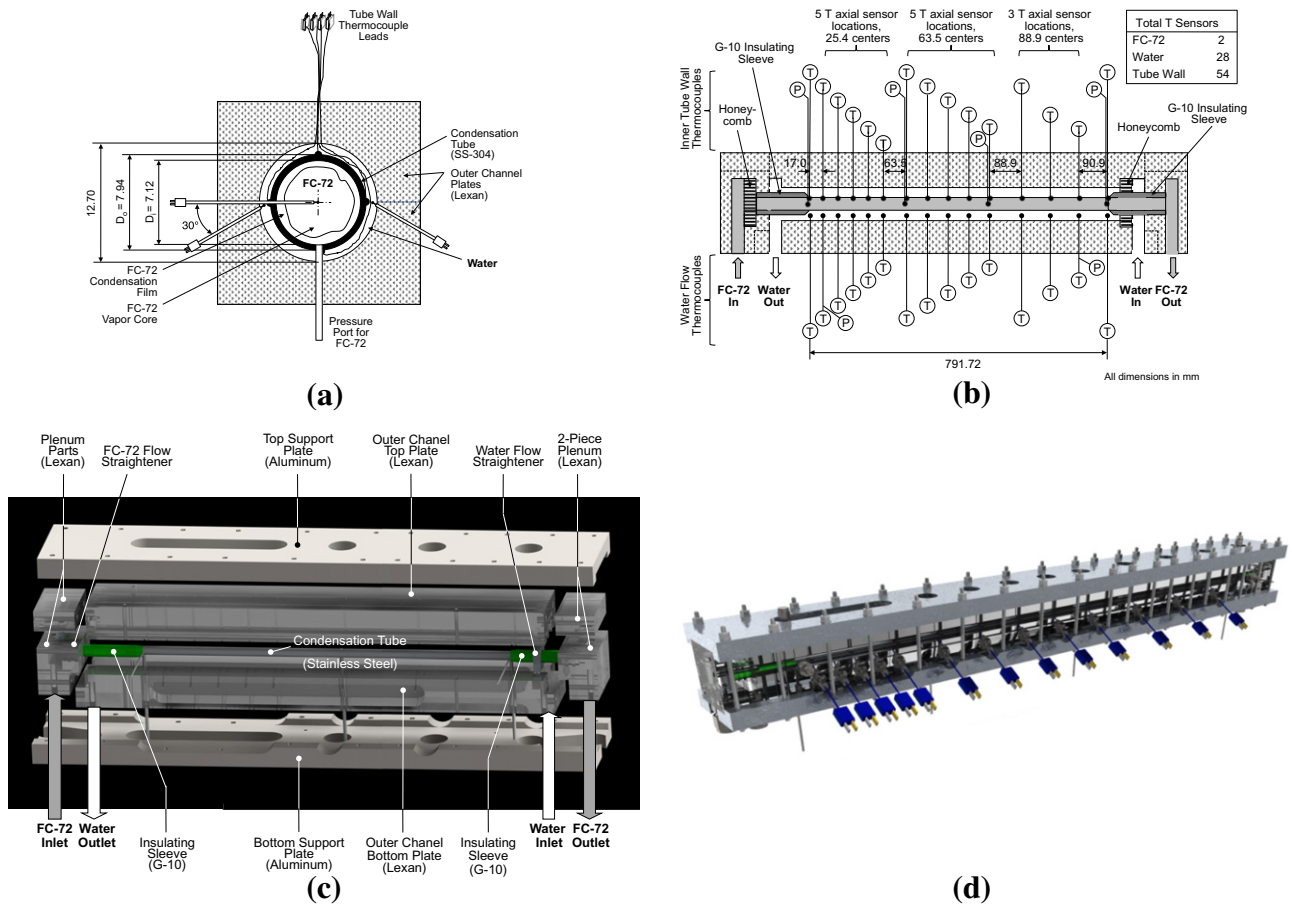 Tube Wall
Thermocouple
Leads
Condensation
Tube
(SS-304)
Outer Channel
Plates
(Lexan)
FC-72
12.70
Dₒ = 7.94
Dᵢ = 7.12
30°
Water
FC-72
Condensation
Film
FC-72
Vapor Core
Pressure
Port for
FC-72
(a)
5 T axial sensor
locations,
25.4 centers
5 T axial sensor
locations,
63.5 centers
3 T axial sensor
locations,
88.9 centers
Total T Sensors
FC-72 2
Water 28
Tube Wall 54
G-10 Insulating
Sleeve
Inner Tube Wall
Thermocouples
Honey-
comb
T T T T T T T T T T T T T T
P P P P
Honeycomb
G-10 Insulating
Sleeve
17.0
63.5
88.9
90.9
FC-72
In
Water
Out
Water
In
FC-72
Out
Water Flow
Thermocouples
T T T T T T T T T T T T T T
P P
791.72
All dimensions in mm
(b)
Plenum
Parts
(Lexan)
FC-72 Flow
Straightener
Top Support
Plate
(Aluminum)
Outer Chanel
Top Plate
(Lexan)
Water Flow
Straightener
2-Piece
Plenum
(Lexan)
Condensation Tube
(Stainless Steel)
FC-72
Inlet
Water
Outlet
Insulating
Sleeve
(G-10)
Bottom Support
Plate
(Aluminum)
Outer Chanel
Bottom Plate
(Lexan)
Insulating
Sleeve
(G-10)
Water
Inlet
FC-72
Outlet
(c)
(d)